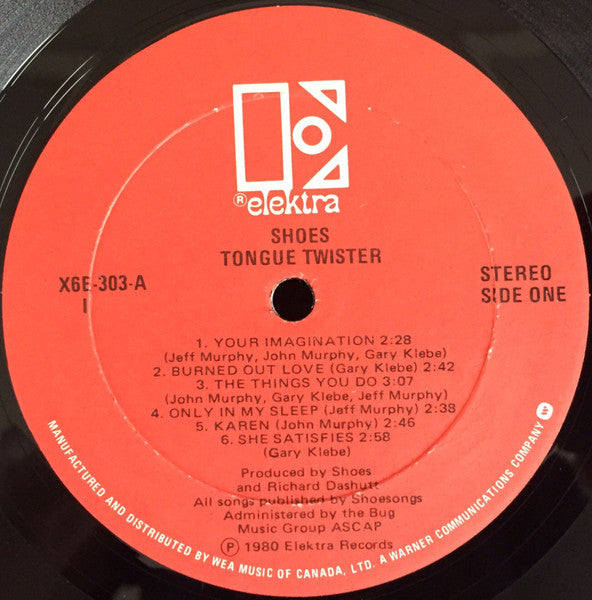 ® elektra
SHOES
TONGUE TWISTER
X6E-303-A
I
STEREO
SIDE ONE
1. YOUR IMAGINATION 2:28
(Jeff Murphy, John Murphy, Gary Klebe)
2. BURNED OUT LOVE (Gary Klebe) 2:42
3. THE THINGS YOU DO 3:07
(John Murphy, Gary Klebe, Jeff Murphy)
4. ONLY IN MY SLEEP (Jeff Murphy) 2:38
5. KAREN (John Murphy) 2:46
6. SHE SATISFIES 2:58
(Gary Klebe)
Produced by Shoes
and Richard Dashutt
All songs published by Shoesongs
Administered by the Bug
Music Group ASCAP
℗ 1980 Elektra Records
MANUFACTURED AND DISTRIBUTED BY WEA MUSIC OF CANADA, LTD. A WARNER COMMUNICATIONS COMPANY